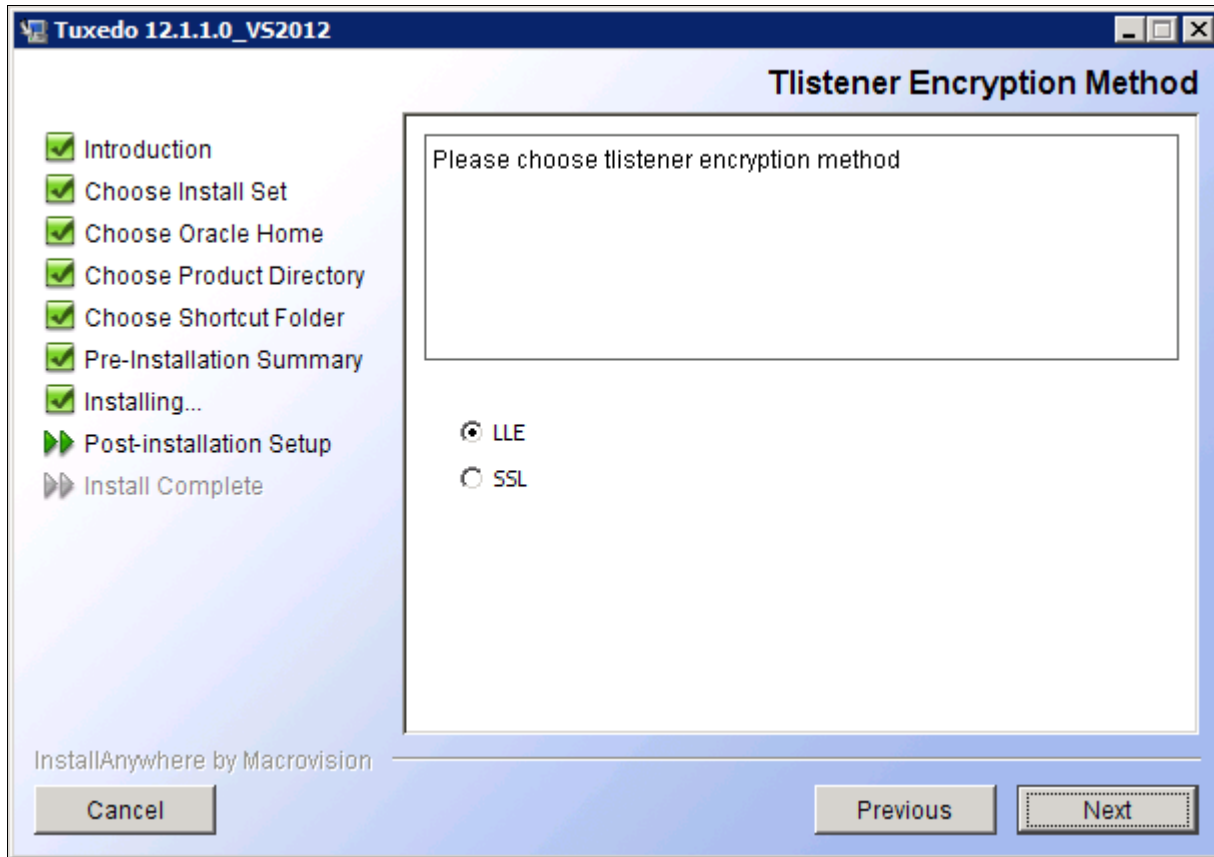 Tuxedo 12.1.1.0_VS2012
Tlistener Encryption Method
Introduction
Choose Install Set
Choose Oracle Home
Choose Product Directory
Choose Shortcut Folder
Pre-Installation Summary
Installing...
Post-installation Setup
Install Complete
Please choose tlistener encryption method
LLE
SSL
InstallAnywhere by Macrovision
Cancel
Previous
Next